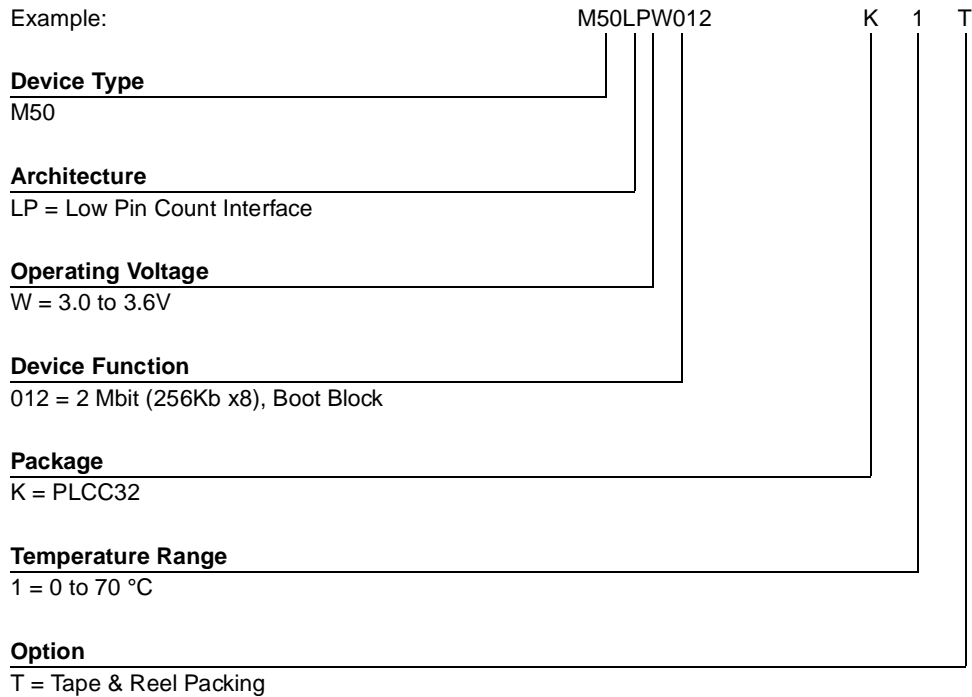 Example: M50LPW012 K 1 T
Device Type
M50
Architecture
LP = Low Pin Count Interface
Operating Voltage
W = 3.0 to 3.6V
Device Function
012 = 2 Mbit (256Kb x8), Boot Block
Package
K = PLCC32
Temperature Range
1 = 0 to 70 °C
Option
T = Tape & Reel Packing